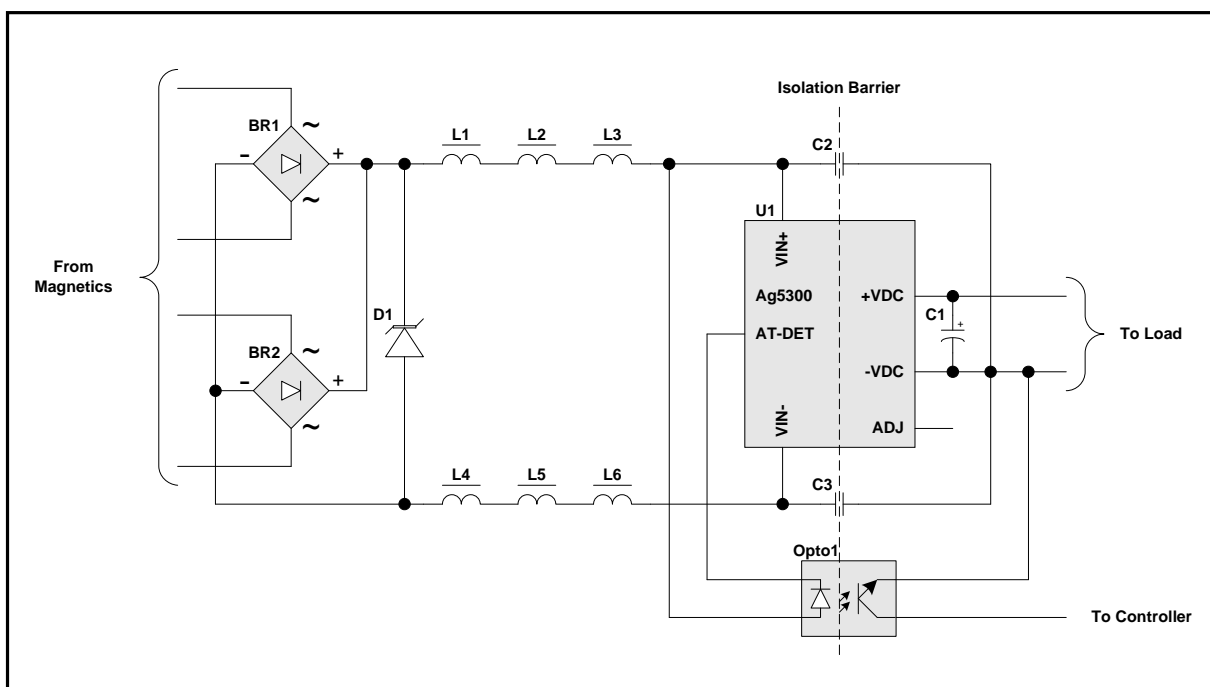 Isolation Barrier
BR1
~
-
+
~
L1
L2
L3
C2
U1
VIN+
From
Magnetics
Ag5300
+VDC
C1
+
AT-DET
To Load
D1
BR2
~
-
+
~
-VDC
VIN-
ADJ
L4
L5
L6
C3
Opto1
To Controller